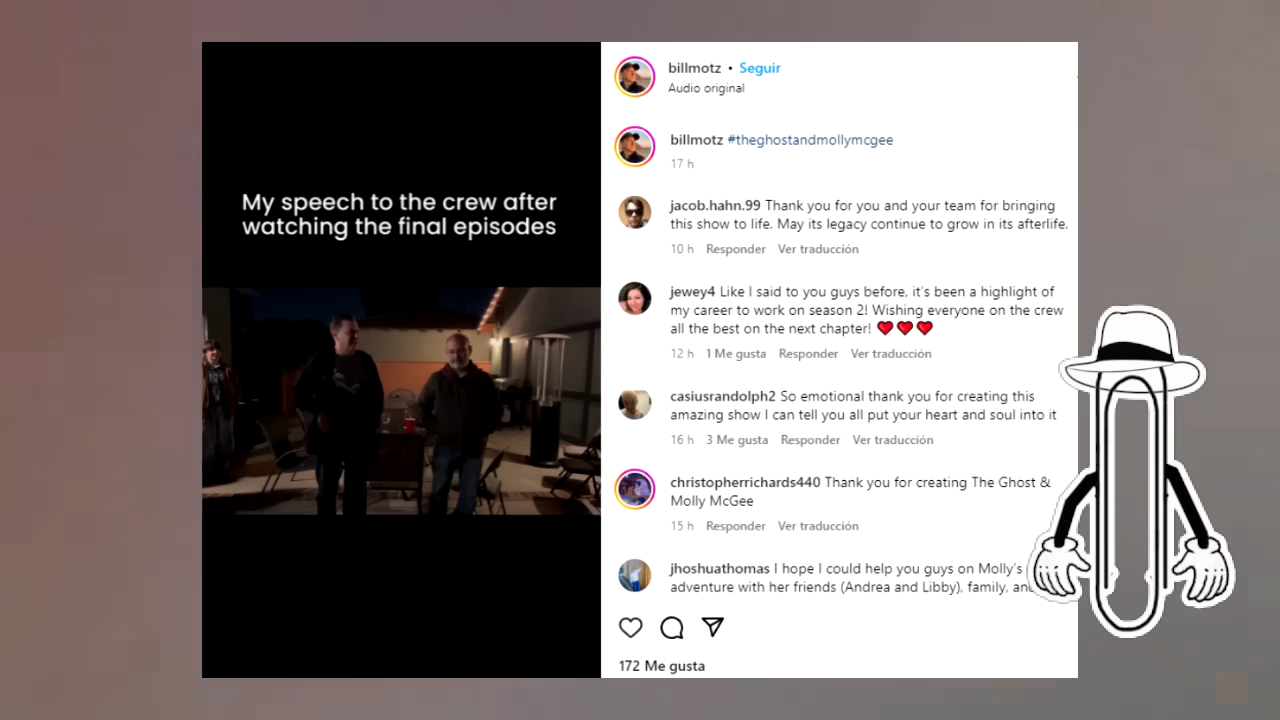 My speech to the crew after
watching the final episodes
billmotz • Seguir
Audio original
billmotz #theghostandmollymcgee
17 h
jacob.hahn.99 Thank you for you and your team for bringing
this show to life. May its legacy continue to grow in its afterlife.
10 h Responder Ver traducción
jewey4 Like I said to you guys before, it's been a highlight of
my career to work on season 2! Wishing everyone on the crew
all the best on the next chapter! ❤️❤️❤️
12 h 1 Me gusta Responder Ver traducción
casiusrandolph2 So emotional thank you for creating this
amazing show I can tell you all put your heart and soul into it
16 h 3 Me gusta Responder Ver traducción
christopherrichards440 Thank you for creating The Ghost &
Molly McGee
15 h Responder Ver traducción
jhoshuathomas I hope I could help you guys on Molly's
adventure with her friends (Andrea and Libby), family, 
172 Me gusta